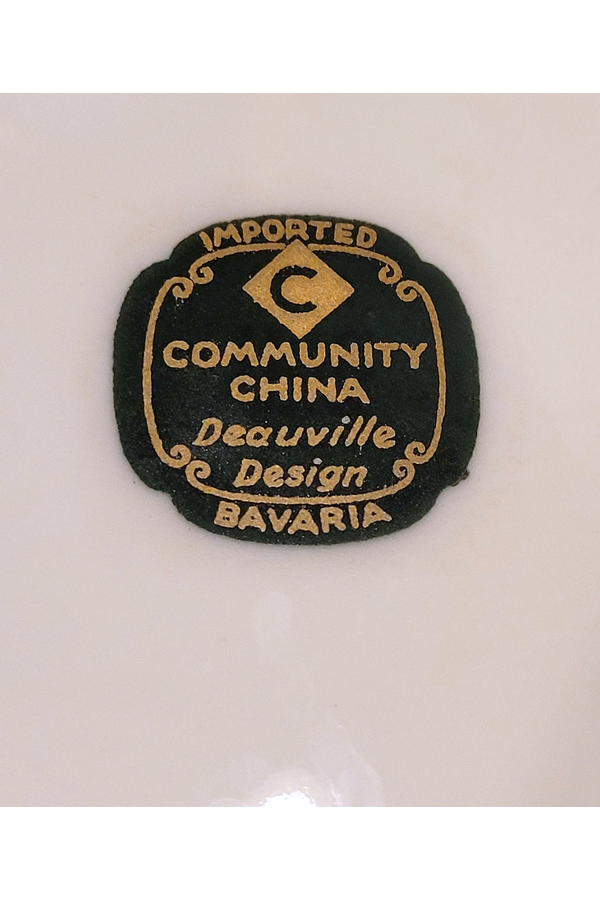 IMPORTED
C
COMMUNITY
CHINA
Deauville
Design
BAVARIA